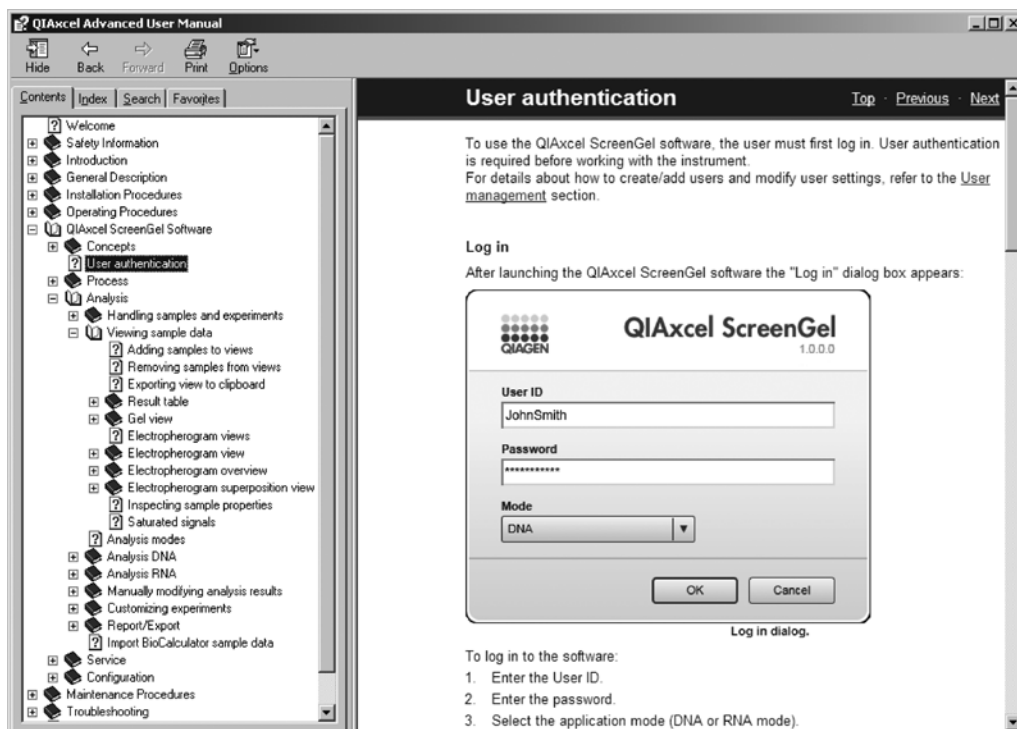 QIAxcel Advanced User Manual
Hide Back Forward Print Options
Contents Index Search Favorites
Welcome
Safety Information
Introduction
General Description
Installation Procedures
Operating Procedures
QIAxcel ScreenGel Software
Concepts
User authentication
Process
Analysis
Handling samples and experiments
Viewing sample data
Adding samples to views
Removing samples from views
Exporting view to clipboard
Result table
Gel view
Electropherogram views
Electropherogram view
Electropherogram overview
Electropherogram superposition view
Inspecting sample properties
Saturated signals
Analysis modes
Analysis DNA
Analysis RNA
Manually modifying analysis results
Customizing experiments
Report/Export
Import BioCalculator sample data
Service
Configuration
Maintenance Procedures
Troubleshooting
User authentication
Top · Previous · Next
To use the QIAxcel ScreenGel software, the user must first log in. User authentication
is required before working with the instrument.
For details about how to create/add users and modify user settings, refer to the User
management section.
Log in
After launching the QIAxcel ScreenGel software the "Log in" dialog box appears:
QIAGEN
QIAxcel ScreenGel
1.0.0.0
User ID
JohnSmith
Password
***********
Mode
DNA
OK Cancel
Log in dialog.
To log in to the software:
1. Enter the User ID.
2. Enter the password.
3. Select the application mode (DNA or RNA mode).